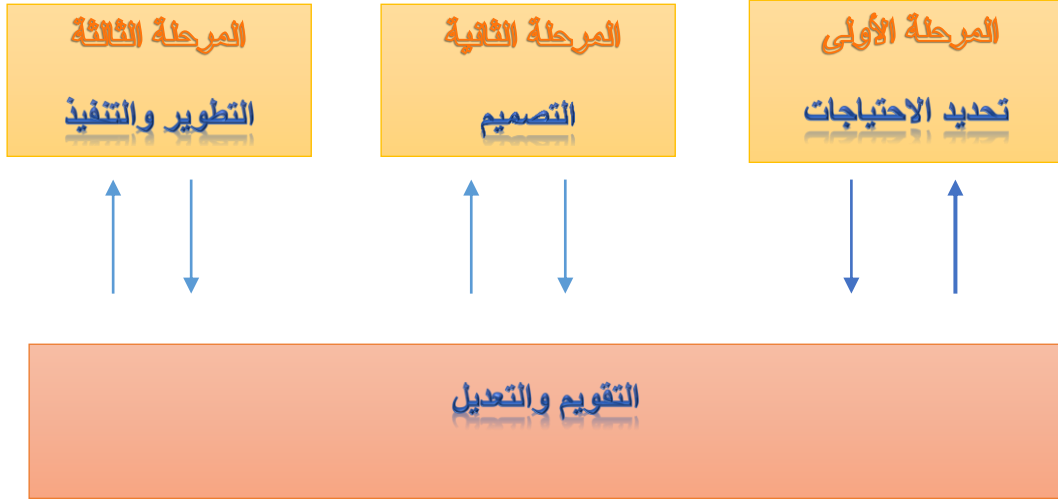 المرحلة الأولى
تحديد الاحتياجات
المرحلة الثانية
التصميم
المرحلة الثالثة
التطوير والتنفيذ
التقويم والتعديل